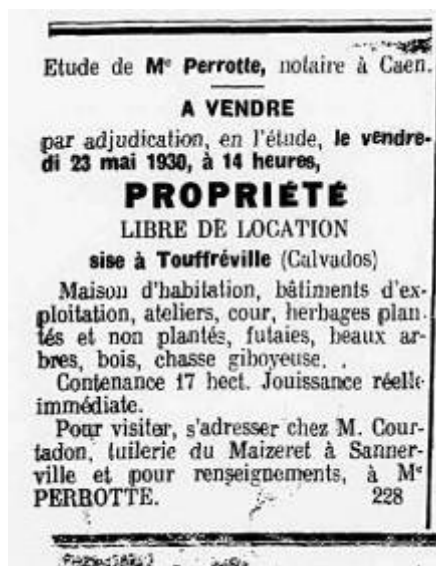 Etude de Me Perrotte, notaire à Caen.
A VENDRE
par adjudication, en l'étude, le vendre-
di 23 mai 1930, à 14 heures,
PROPRIÉTÉ
LIBRE DE LOCATION
sise à Touffréville (Calvados)
Maison d'habitation, bâtiments d'ex-
ploitation, ateliers, cour, herbages plan
tés et non plantés, futaies, beaux ar-
bres, bois, chasse giboyeuse. .
Contenance 17 hect. Jouissance réelle
immédiate.
Pour visiter, s'adresser chez M. Cour-
tadon, tuilerie du Maizeret à Sanner-
ville et pour renseignements, à Me
PERROTTE. 228